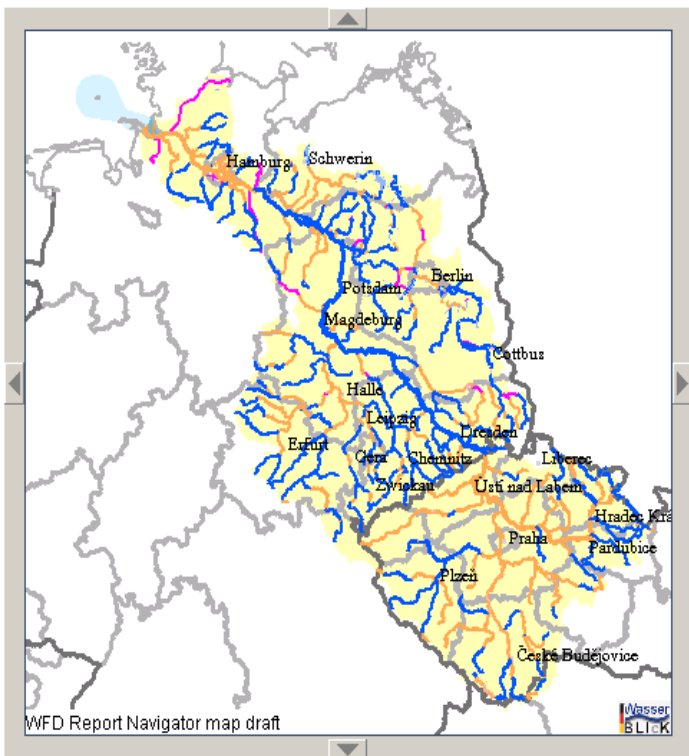 Hamburg
Schwerin
Berlin
Potsdam
Magdeburg
Cottbus
Halle
Leipzig
Dresden
Erfurt
Gera
Chemnitz
Zwickau
Liberec
Ústí nad Labem
Hradec Krá
Praha
Pardubice
Plzeň
České Budějovice
WFD Report Navigator map draft
Wasser
BLIcK